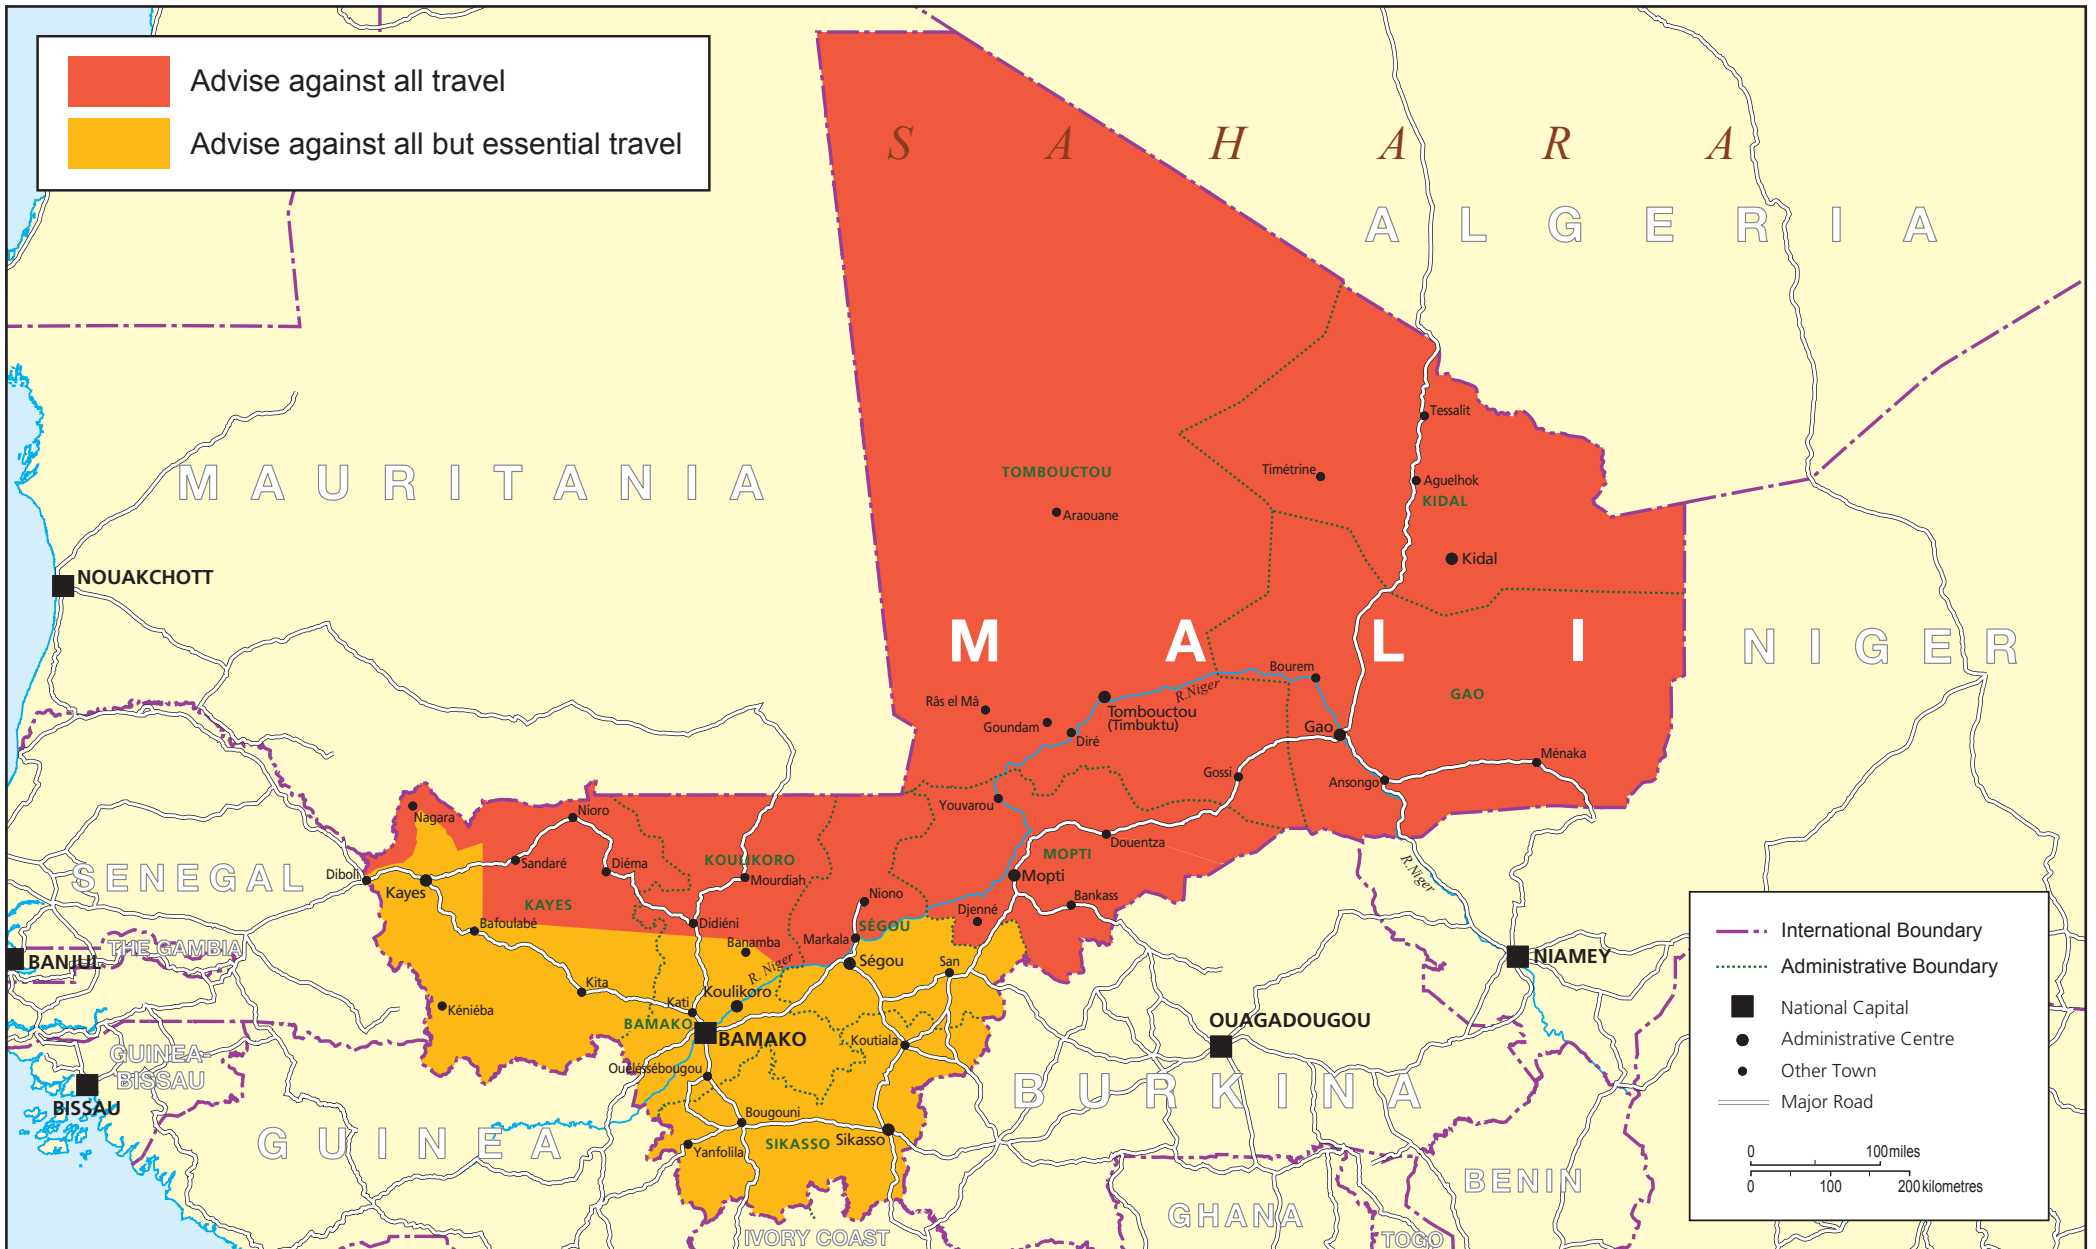 Advise against all travel
Advise against all but essential travel
S A H A R A
A L G E R I A
M A U R I T A N I A
TOMBOUCTOU
Araouane
Timétrine
Tessalit
Aguelhok
KIDAL
Kidal
NOUAKCHOTT
M A L I
N I G E R
Bourem
R.Niger
GAO
Râs el Mâ
Goundam
Tombouctou
(Timbuktu)
Diré
Gao
Ménaka
Gossi
Ansongo
Youvarou
Nagara
Nioro
Douentza
SENEGAL
Diboli
Kayes
Sandaré
Diéma
KOULIKORO
Mourdiah
MOPTI
Mopti
R.Niger
KAYES
Niono
Bankass
Djenné
SÉGOU
Bafoulabé
Didiéni
Markala
Banamba
THE GAMBIA
BANJUL
Ségou
San
R. Niger
NIAMEY
Kita
Kati
Koulikoro
Kéniéba
BAMAKO
BAMAKO
Koutiala
OUAGADOUGOU
GUINEA-
BISSAU
BISSAU
Ouéléssébougou
BURKINA
Bougouni
SIKASSO
Sikasso
Yanfolila
GUINEA
BENIN
GHANA
IVORY COAST
TOGO
International Boundary
Administrative Boundary
National Capital
Administrative Centre
Other Town
Major Road
0 100 miles
0 100 200 kilometres